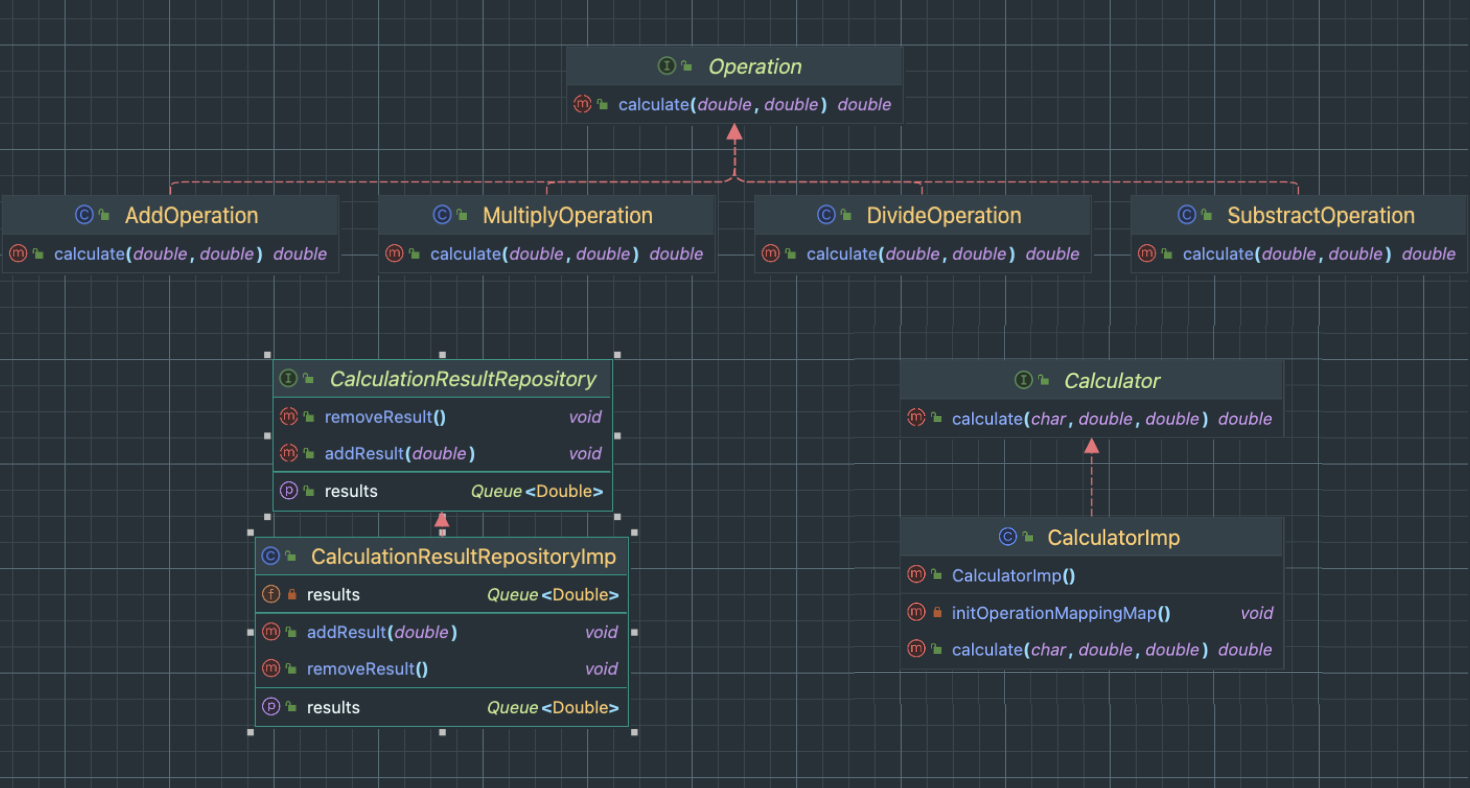 Operation
calculate(double, double) double
AddOperation
calculate(double, double) double
MultiplyOperation
calculate(double, double) double
DivideOperation
calculate(double, double) double
SubstractOperation
calculate(double, double) double
CalculationResultRepository
removeResult() void
addResult(double) void
results Queue<Double>
CalculationResultRepositoryImp
results Queue<Double>
addResult(double) void
removeResult() void
results Queue<Double>
Calculator
calculate(char, double, double) double
CalculatorImp
CalculatorImp()
initOperationMappingMap() void
calculate(char, double, double) double